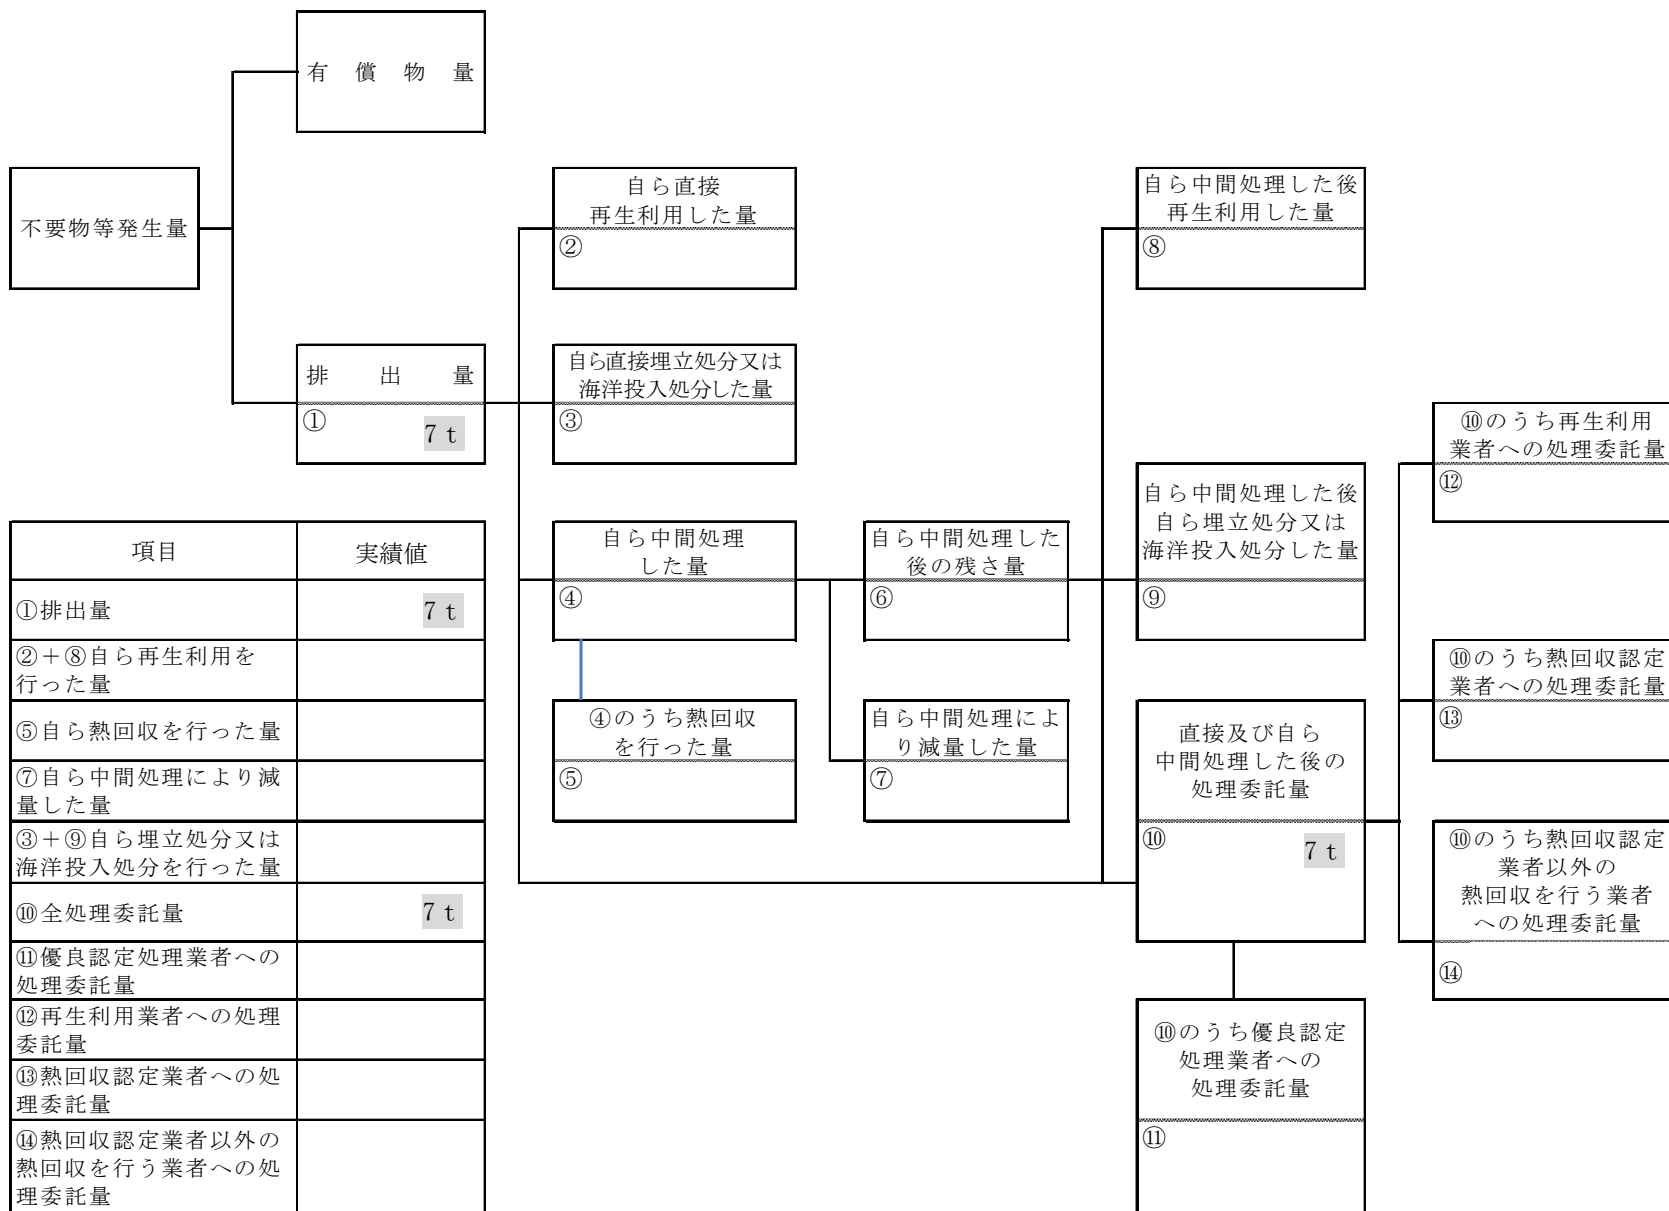 有償物量
不要物等発生量
自ら直接
再生利用した量
②
自ら中間処理した後
再生利用した量
⑧
排出量
①
7 t
自ら直接埋立処分又は
海洋投入処分した量
③
⑩のうち再生利用
業者への処理委託量
⑫
自ら中間処理した後
自ら埋立処分又は
海洋投入処分した量
⑨
自ら中間処理
した量
④
自ら中間処理した
後の残さ量
⑥
④のうち熱回収
を行った量
⑤
自ら中間処理によ
り減量した量
⑦
直接及び自ら
中間処理した後の
処理委託量
⑩
7 t
⑩のうち熱回収認定
業者への処理委託量
⑬
⑩のうち熱回収認定
業者以外の
熱回収を行う業者
への処理委託量
⑭
⑩のうち優良認定
処理業者への
処理委託量
⑪
項目
実績値
①排出量
7 t
②+⑧自ら再生利用を
行った量
⑤自ら熱回収を行った量
⑦自ら中間処理により減
量した量
③+⑨自ら埋立処分又は
海洋投入処分を行った量
⑩全処理委託量
7 t
⑪優良認定処理業者への
処理委託量
⑫再生利用業者への処理
委託量
⑬熱回収認定業者への処
理委託量
⑭熱回収認定業者以外の
熱回収を行う業者への処
理委託量